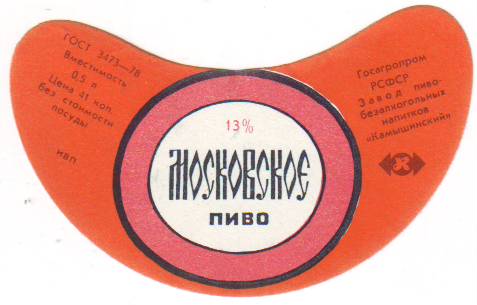 ГОСТ 3473—78
Вместимость
0,5 л
Цена 41 коп.
без стоимости
посуды
ИВП
13%
МОСКОВСКОЕ
ПИВО
Госагропром
РСФСР
Завод пиво-
безалкогольных
напитков
«Камышинский»